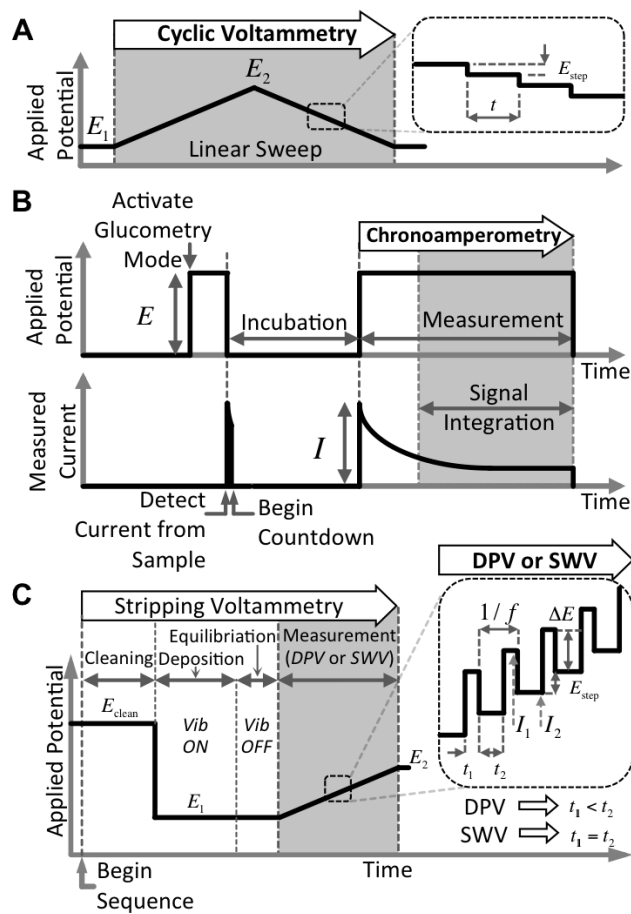 A
Cyclic Voltammetry
Applied
Potential
E₁
E₂
Linear Sweep
E_step
t
B
Activate
Glucometry
Mode
Chronoamperometry
Applied
Potential
E
Incubation
Measurement
Time
Measured
Current
I
Signal
Integration
Time
Detect
Current from
Sample
Begin
Countdown
C
Stripping Voltammetry
DPV or SWV
Applied Potential
Cleaning
Deposition
Equilibriation
Measurement
(DPV or SWV)
E_clean
Vib
ON
Vib
OFF
E₁
E₂
Begin
Sequence
Time
1/f
ΔE
E_step
I₁
I₂
t₁
t₂
DPV t₁ < t₂
SWV t₁ = t₂